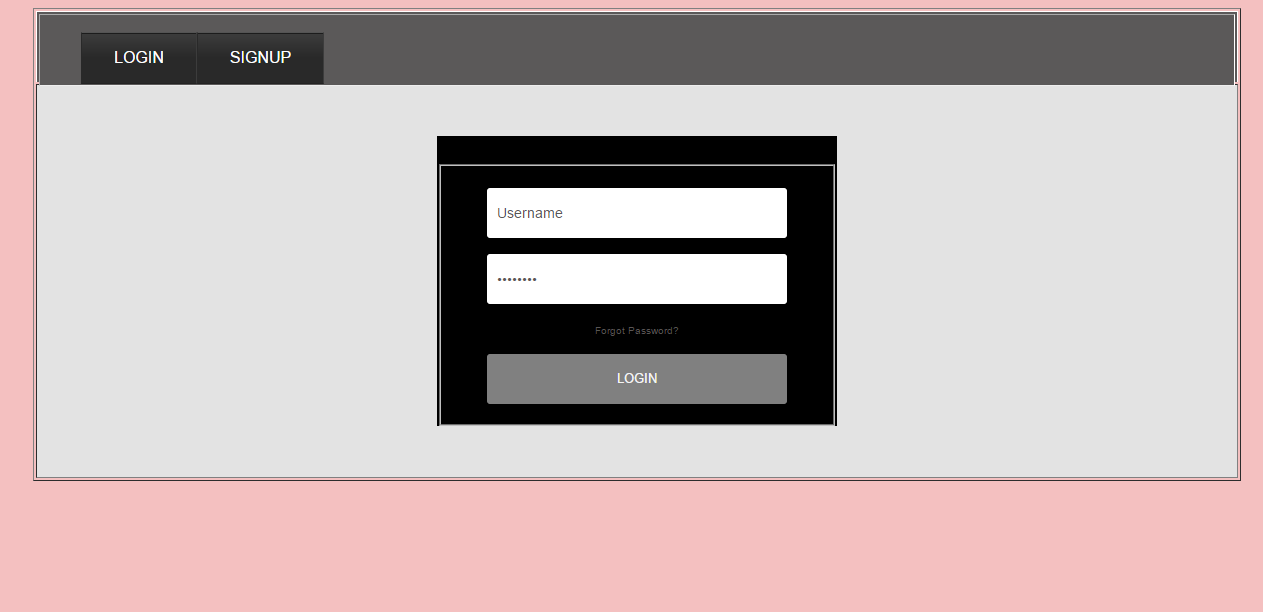 LOGIN SIGNUP
Username
••••••••
Forgot Password?
LOGIN